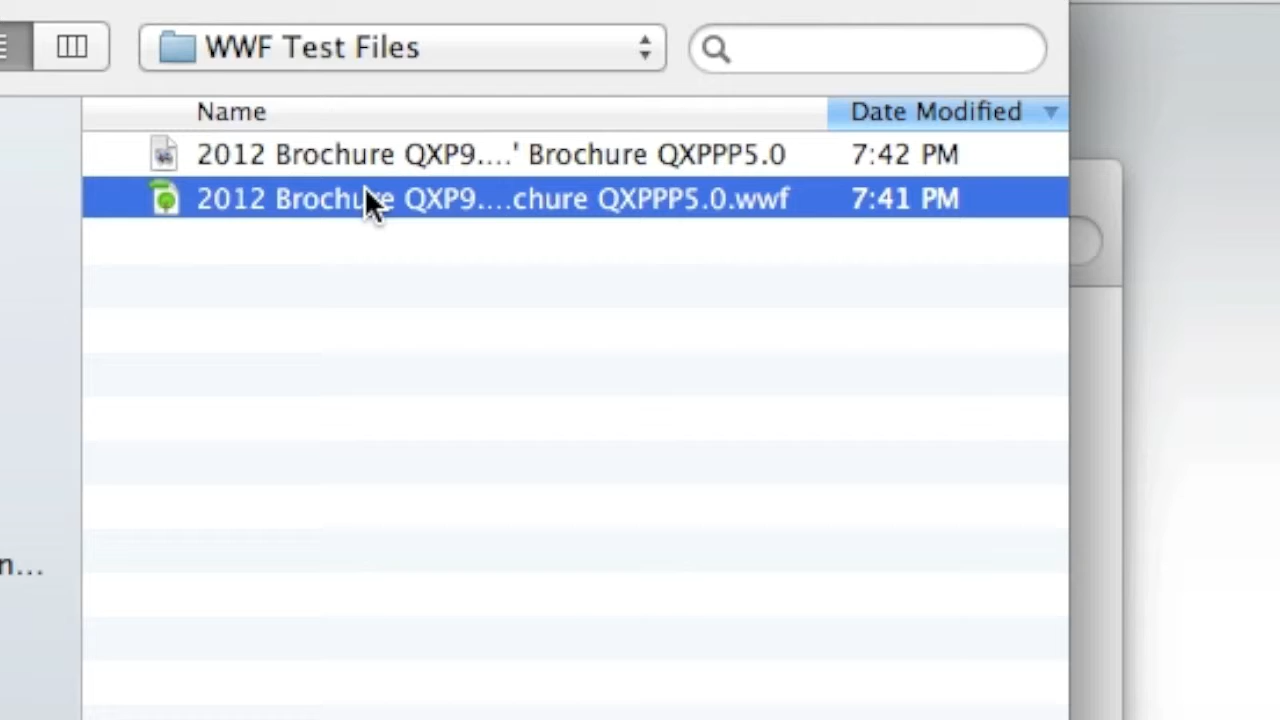 WWF Test Files
Name Date Modified
2012 Brochure QXP9....' Brochure QXPPP5.0 7:42 PM
2012 Brochure QXP9....chure QXPPP5.0.wwf 7:41 PM
n...